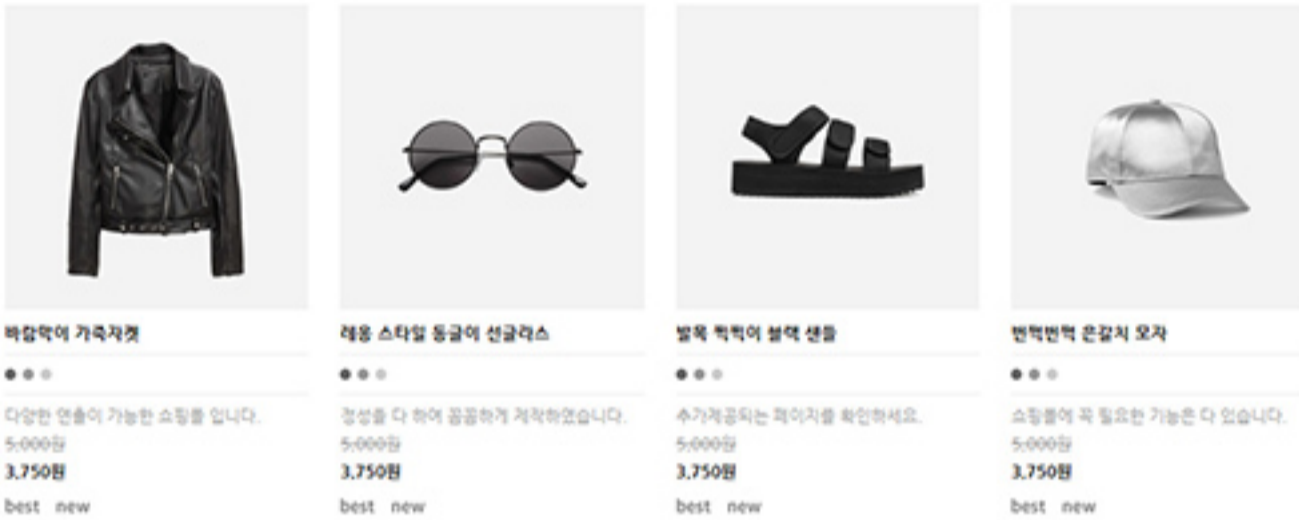 바람막이 가죽자켓
다양한 연출이 가능한 쇼핑몰 입니다.
5,000원
3,750원
best new
레옹 스타일 동글이 선글라스
정성을 다 하여 꼼꼼하게 제작하였습니다.
5,000원
3,750원
best new
발목 찍찍이 블랙 샌들
추가제공되는 페이지를 확인하세요.
5,000원
3,750원
best new
번쩍번쩍 은갈치 모자
쇼핑몰에 꼭 필요한 기능은 다 있습니다.
5,000원
3,750원
best new